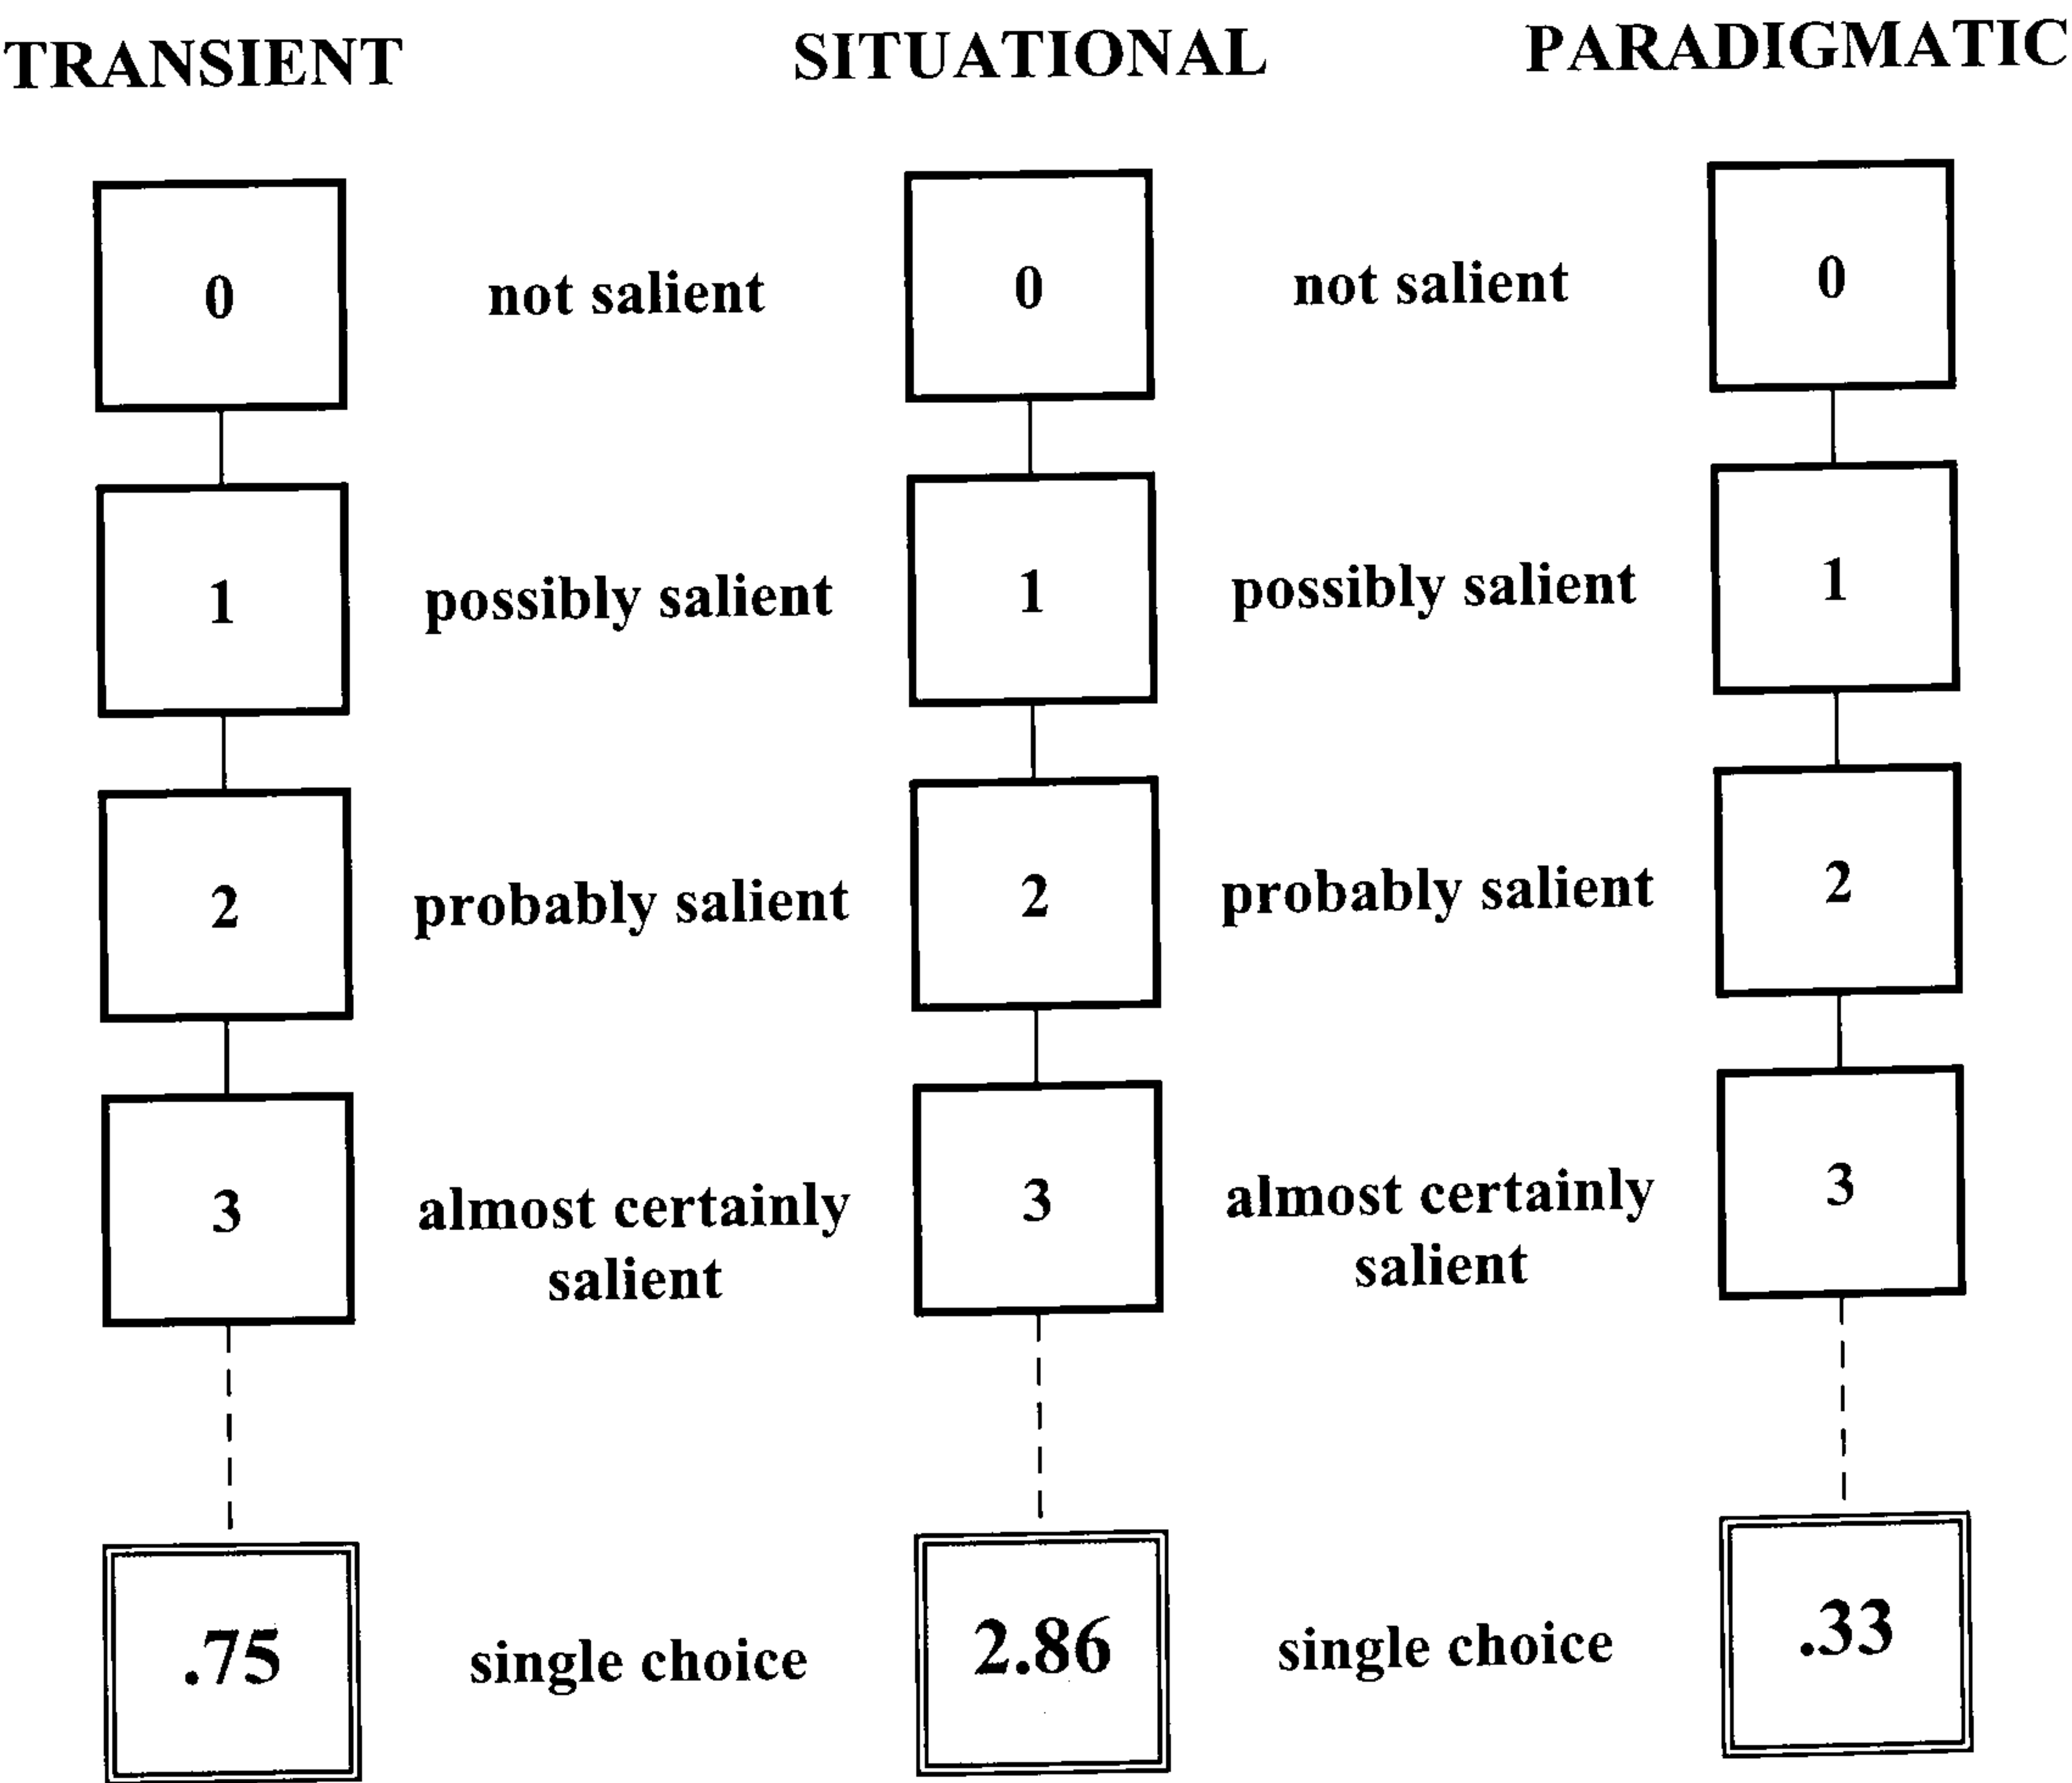 TRANSIENT SITUATIONAL PARADIGMATIC
0 not salient 0 not salient 0
1 possibly salient 1 possibly salient 1
2 probably salient 2 probably salient 2
3 almost certainly 3 almost certainly 3
salient salient
.75 single choice 2.86 single choice .33